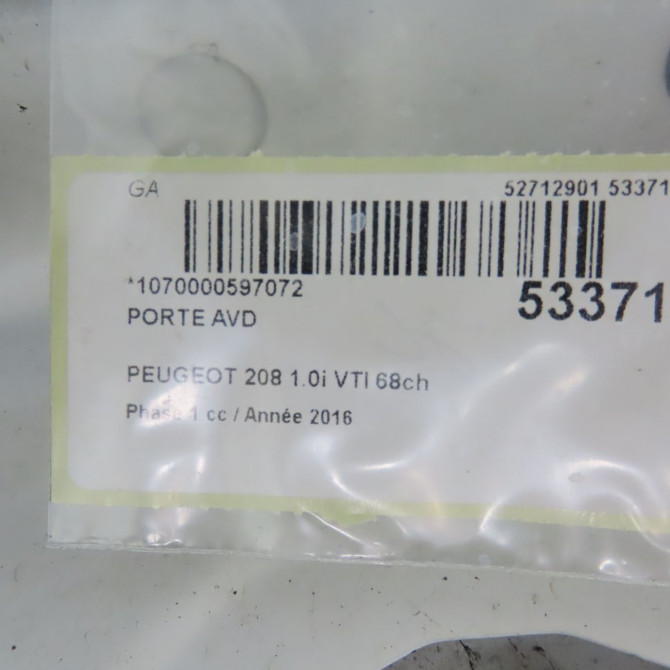 GA 52712901 53371
*1070000597072
53371
PORTE AVD
PEUGEOT 208 1.0i VTI 68ch
Phase 1 cc / Année 2016